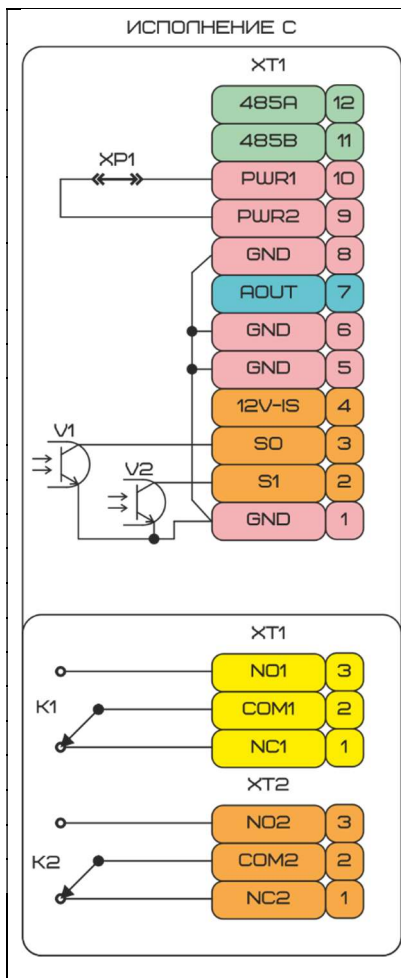 ИСПОЛНЕНИЕ С
XT1
485A 12
485B 11
XP1
PWR1 10
PWR2 9
GND 8
AOUT 7
GND 6
GND 5
12V-IS 4
V1
S0 3
V2
S1 2
GND 1
XT1
NO1 3
K1
COM1 2
NC1 1
XT2
NO2 3
K2
COM2 2
NC2 1